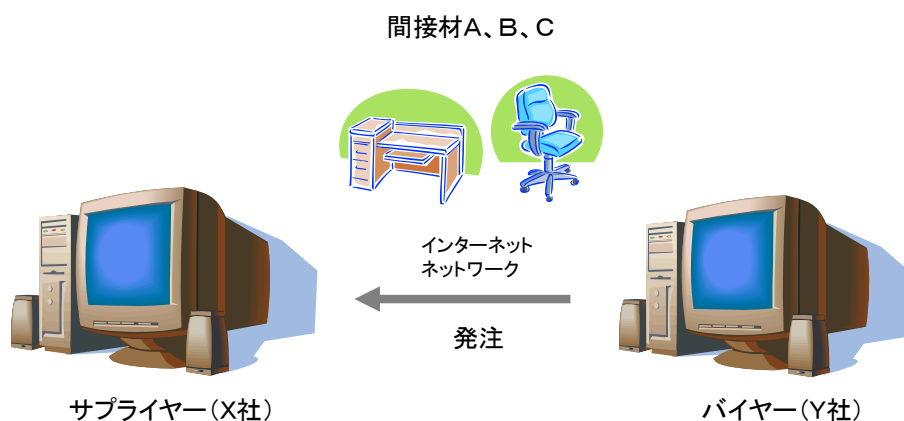 間接材A、B、C
インターネット
ネットワーク
発注
サプライヤー(X社)
バイヤー(Y社)